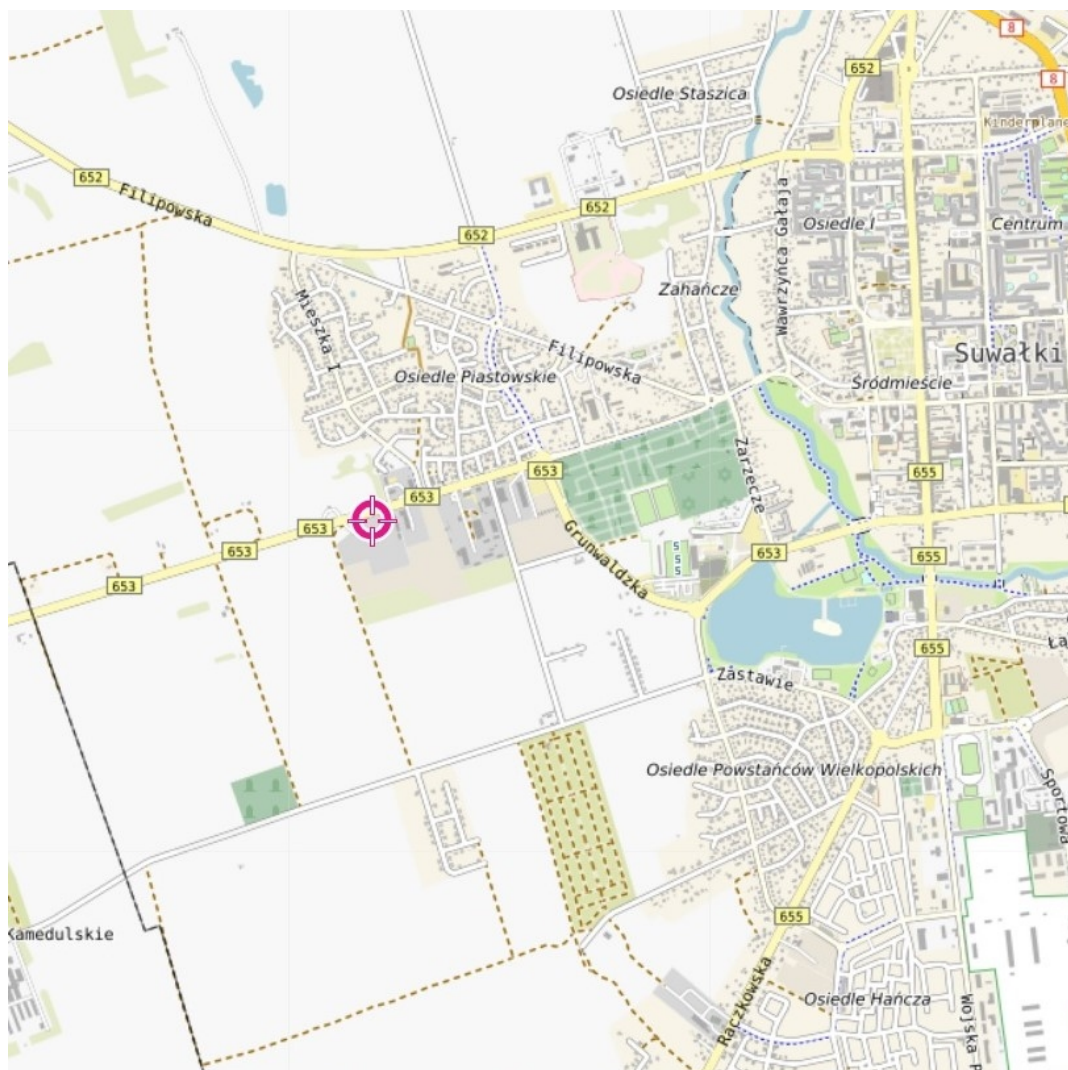 8
652
8
Osiedle Staszica
Kinderplane
652
Filipowska
652
652
Wawrzyńca Gałaja
Osiedle I
Centrum
Zahańcze
Mieszka I
Filipowska
Suwałki
Osiedle Piastowskie
Śródmieście
Zarzecze
653
655
653
653
653
653
Grunwaldzka
653
655
655
Zastawie
Osiedle Powstańców Wielkopolskich
Sportowa
Kamedulskie
655
Raczkowska
Osiedle Hańcza
Wojska P